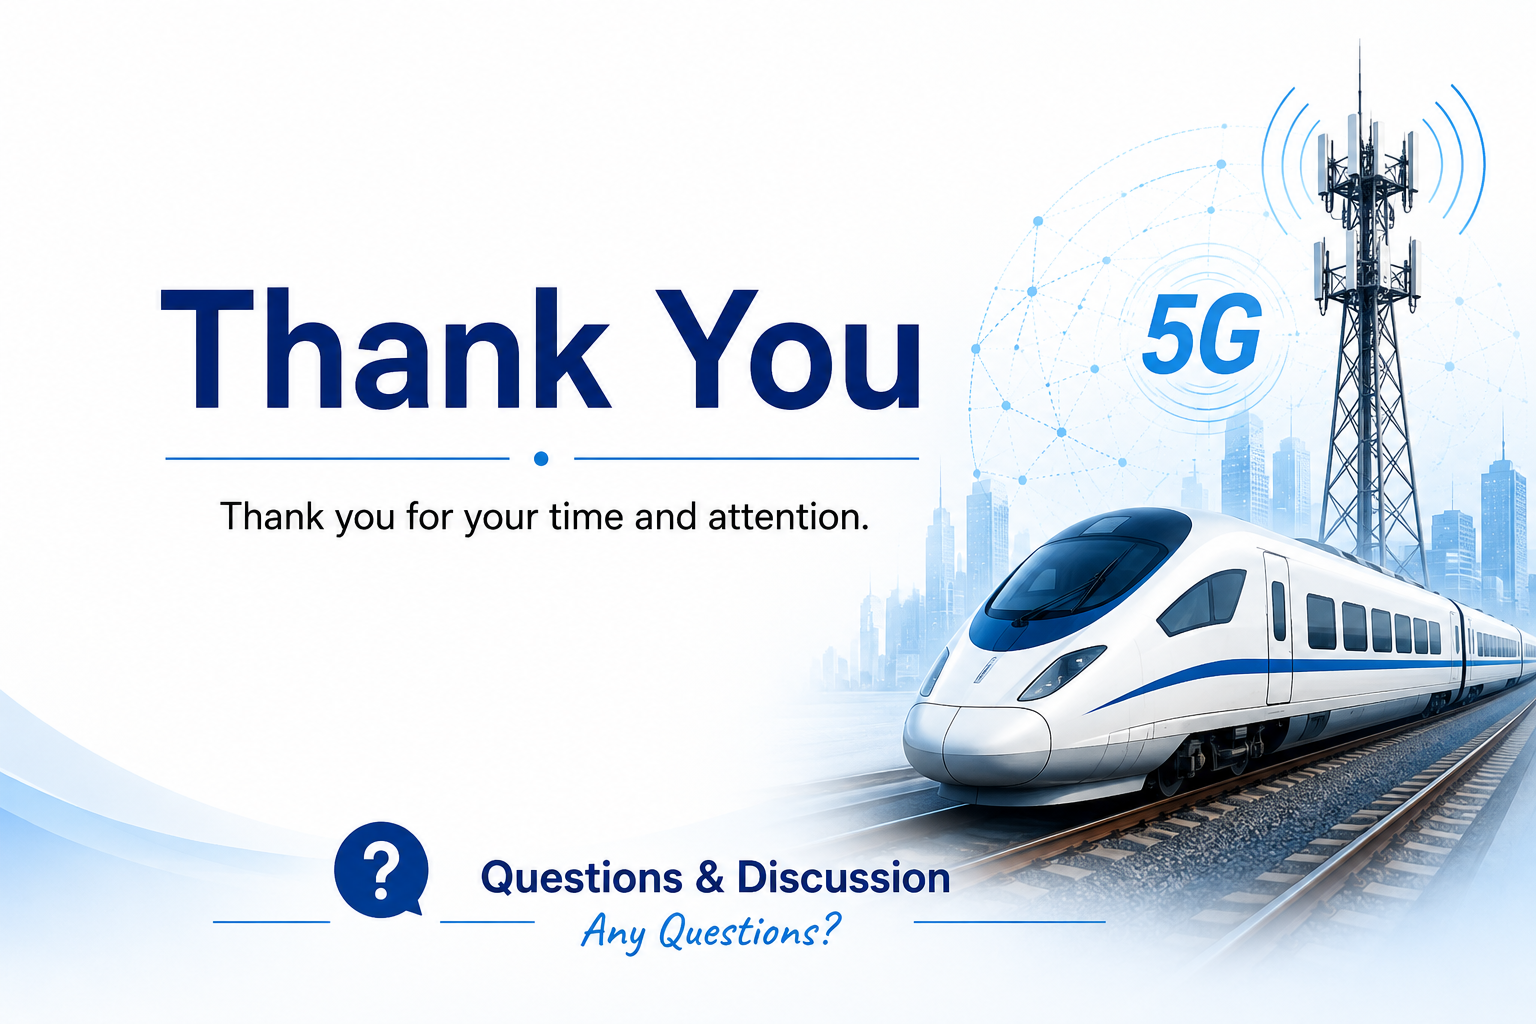 Thank You
5G
Thank you for your time and attention.
?
Questions & Discussion
Any Questions?